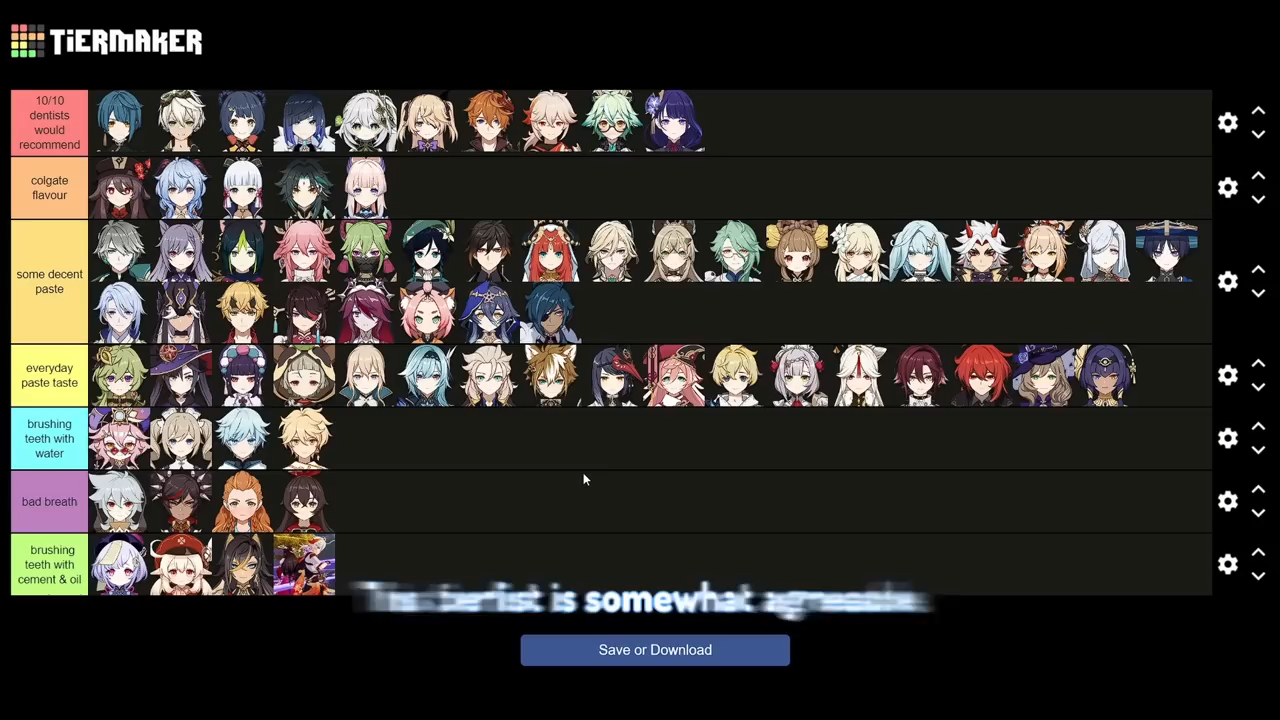 TIERMAKER
10/10
dentists
would
recommend
colgate
flavour
some decent
paste
everyday
paste taste
brushing
teeth with
water
bad breath
brushing
teeth with
cement & oil
is somewhat
Save or Download